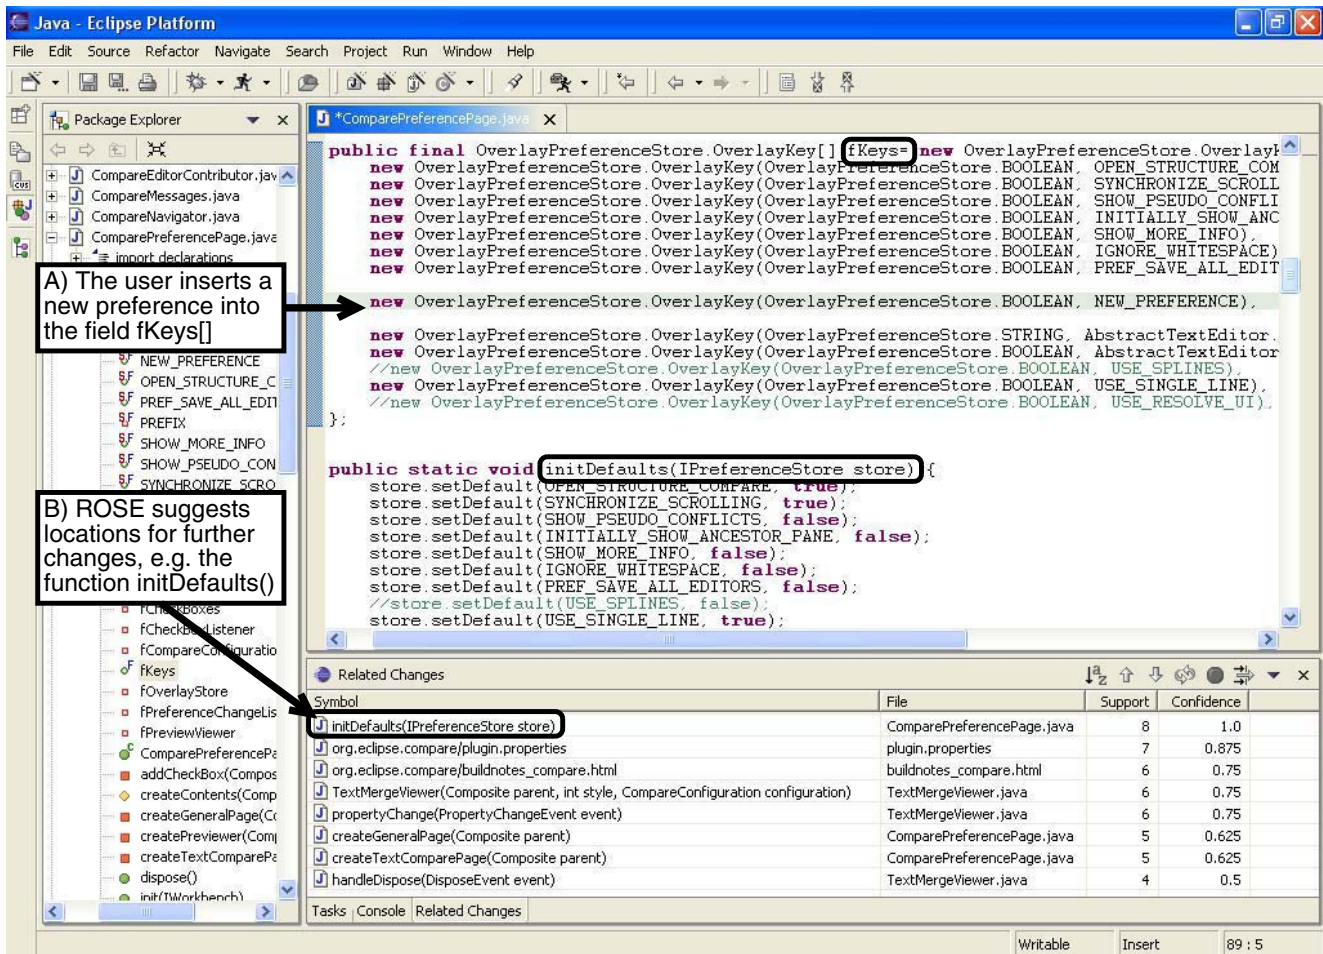 Java - Eclipse Platform
File Edit Source Refactor Navigate Search Project Run Window Help
Package Explorer
CompareEditorContributor.jav
CompareMessages.java
CompareNavigator.java
ComparePreferencePage.java
import declarations
A) The user inserts a
new preference into
the field fKeys[]
NEW_PREFERENCE
OPEN_STRUCTURE_C
PREF_SAVE_ALL_EDIT
PREFIX
SHOW_MORE_INFO
SHOW_PSEUDO_CON
SYNCHRONIZE_SCRO
B) ROSE suggests
locations for further
changes, e.g. the
function initDefaults()
fCheckBoxes
fCheckBoxListener
fCompareConfiguratio
fKeys
fOverlayStore
fPreferenceChangeLis
fPreviewViewer
ComparePreferencePa
addCheckBox(Compos
createContents(Comp
createGeneralPage(Co
createPreviewer(Comp
createTextComparePa
dispose()
init(IWorkbench)
*ComparePreferencePage.java
public final OverlayPreferenceStore.OverlayKey[] fKeys= new OverlayPreferenceStore.OverlayK
new OverlayPreferenceStore.OverlayKey(OverlayPreferenceStore.BOOLEAN, OPEN_STRUCTURE_COM
new OverlayPreferenceStore.OverlayKey(OverlayPreferenceStore.BOOLEAN, SYNCHRONIZE_SCROLL
new OverlayPreferenceStore.OverlayKey(OverlayPreferenceStore.BOOLEAN, SHOW_PSEUDO_CONFLI
new OverlayPreferenceStore.OverlayKey(OverlayPreferenceStore.BOOLEAN, INITIALLY_SHOW_ANC
new OverlayPreferenceStore.OverlayKey(OverlayPreferenceStore.BOOLEAN, SHOW_MORE_INFO),
new OverlayPreferenceStore.OverlayKey(OverlayPreferenceStore.BOOLEAN, IGNORE_WHITESPACE)
new OverlayPreferenceStore.OverlayKey(OverlayPreferenceStore.BOOLEAN, PREF_SAVE_ALL_EDIT
new OverlayPreferenceStore.OverlayKey(OverlayPreferenceStore.BOOLEAN, NEW_PREFERENCE),
new OverlayPreferenceStore.OverlayKey(OverlayPreferenceStore.STRING, AbstractTextEditor.
new OverlayPreferenceStore.OverlayKey(OverlayPreferenceStore.BOOLEAN, AbstractTextEditor
//new OverlayPreferenceStore.OverlayKey(OverlayPreferenceStore.BOOLEAN, USE_SPLINES),
new OverlayPreferenceStore.OverlayKey(OverlayPreferenceStore.BOOLEAN, USE_SINGLE_LINE),
//new OverlayPreferenceStore.OverlayKey(OverlayPreferenceStore.BOOLEAN, USE_RESOLVE_UI),
};
public static void initDefaults(IPreferenceStore store) {
store.setDefault(OPEN_STRUCTURE_COMPARE, true);
store.setDefault(SYNCHRONIZE_SCROLLING, true);
store.setDefault(SHOW_PSEUDO_CONFLICTS, false);
store.setDefault(INITIALLY_SHOW_ANCESTOR_PANE, false);
store.setDefault(SHOW_MORE_INFO, false);
store.setDefault(IGNORE_WHITESPACE, false);
store.setDefault(PREF_SAVE_ALL_EDITORS, false);
//store.setDefault(USE_SPLINES, false);
store.setDefault(USE_SINGLE_LINE, true);
Related Changes
Symbol File Support Confidence
initDefaults(IPreferenceStore store) ComparePreferencePage.java 8 1.0
org.eclipse.compare/plugin.properties plugin.properties 7 0.875
org.eclipse.compare/buildnotes_compare.html buildnotes_compare.html 6 0.75
TextMergeViewer(Composite parent, int style, CompareConfiguration configuration) TextMergeViewer.java 6 0.75
propertyChange(PropertyChangeEvent event) TextMergeViewer.java 6 0.75
createGeneralPage(Composite parent) ComparePreferencePage.java 5 0.625
createTextComparePage(Composite parent) ComparePreferencePage.java 5 0.625
handleDispose(DisposeEvent event) TextMergeViewer.java 4 0.5
Tasks Console Related Changes
Writable Insert 89 : 5